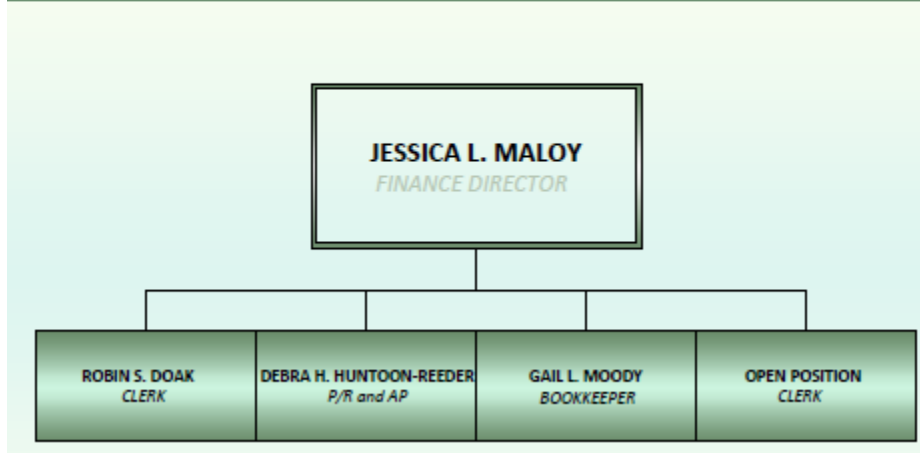 JESSICA L. MALOY
FINANCE DIRECTOR
ROBIN S. DOAK
CLERK
DEBRA H. HUNTOON-REEDER
P/R and AP
GAIL L. MOODY
BOOKKEEPER
OPEN POSITION
CLERK